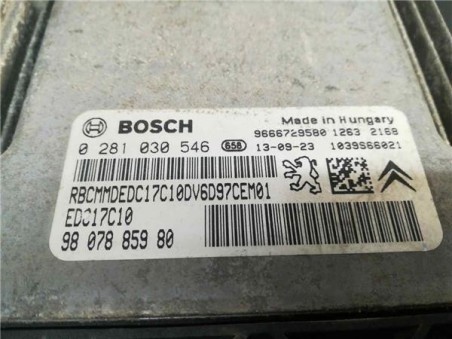 BOSCH
Made in Hungary
9666729580 1263 2168
0 281 030 546 658 13-09-23 1039S66021
RBCMMDEDC17C10DV6D97CEM01
EDC17C10
98 078 859 80